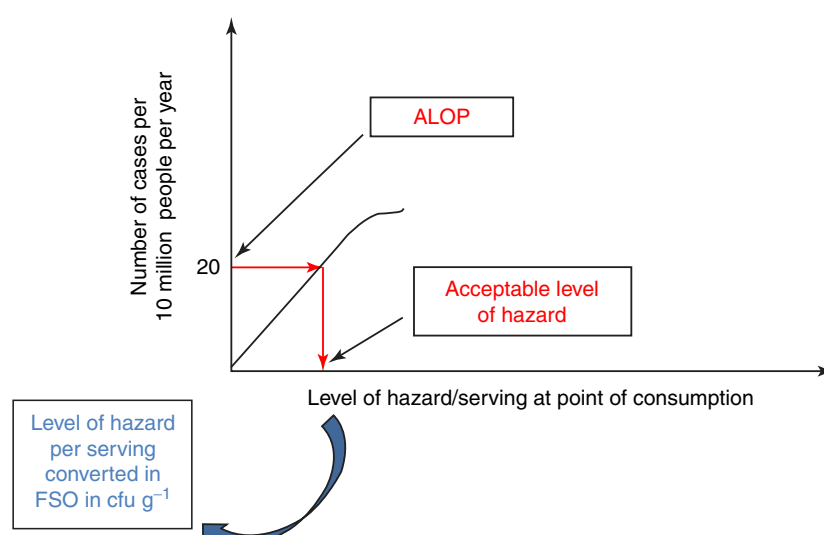 Number of cases per
10 million people per year
ALOP
20
Acceptable level
of hazard
Level of hazard/serving at point of consumption
Level of hazard
per serving
converted in
FSO in cfu g⁻¹